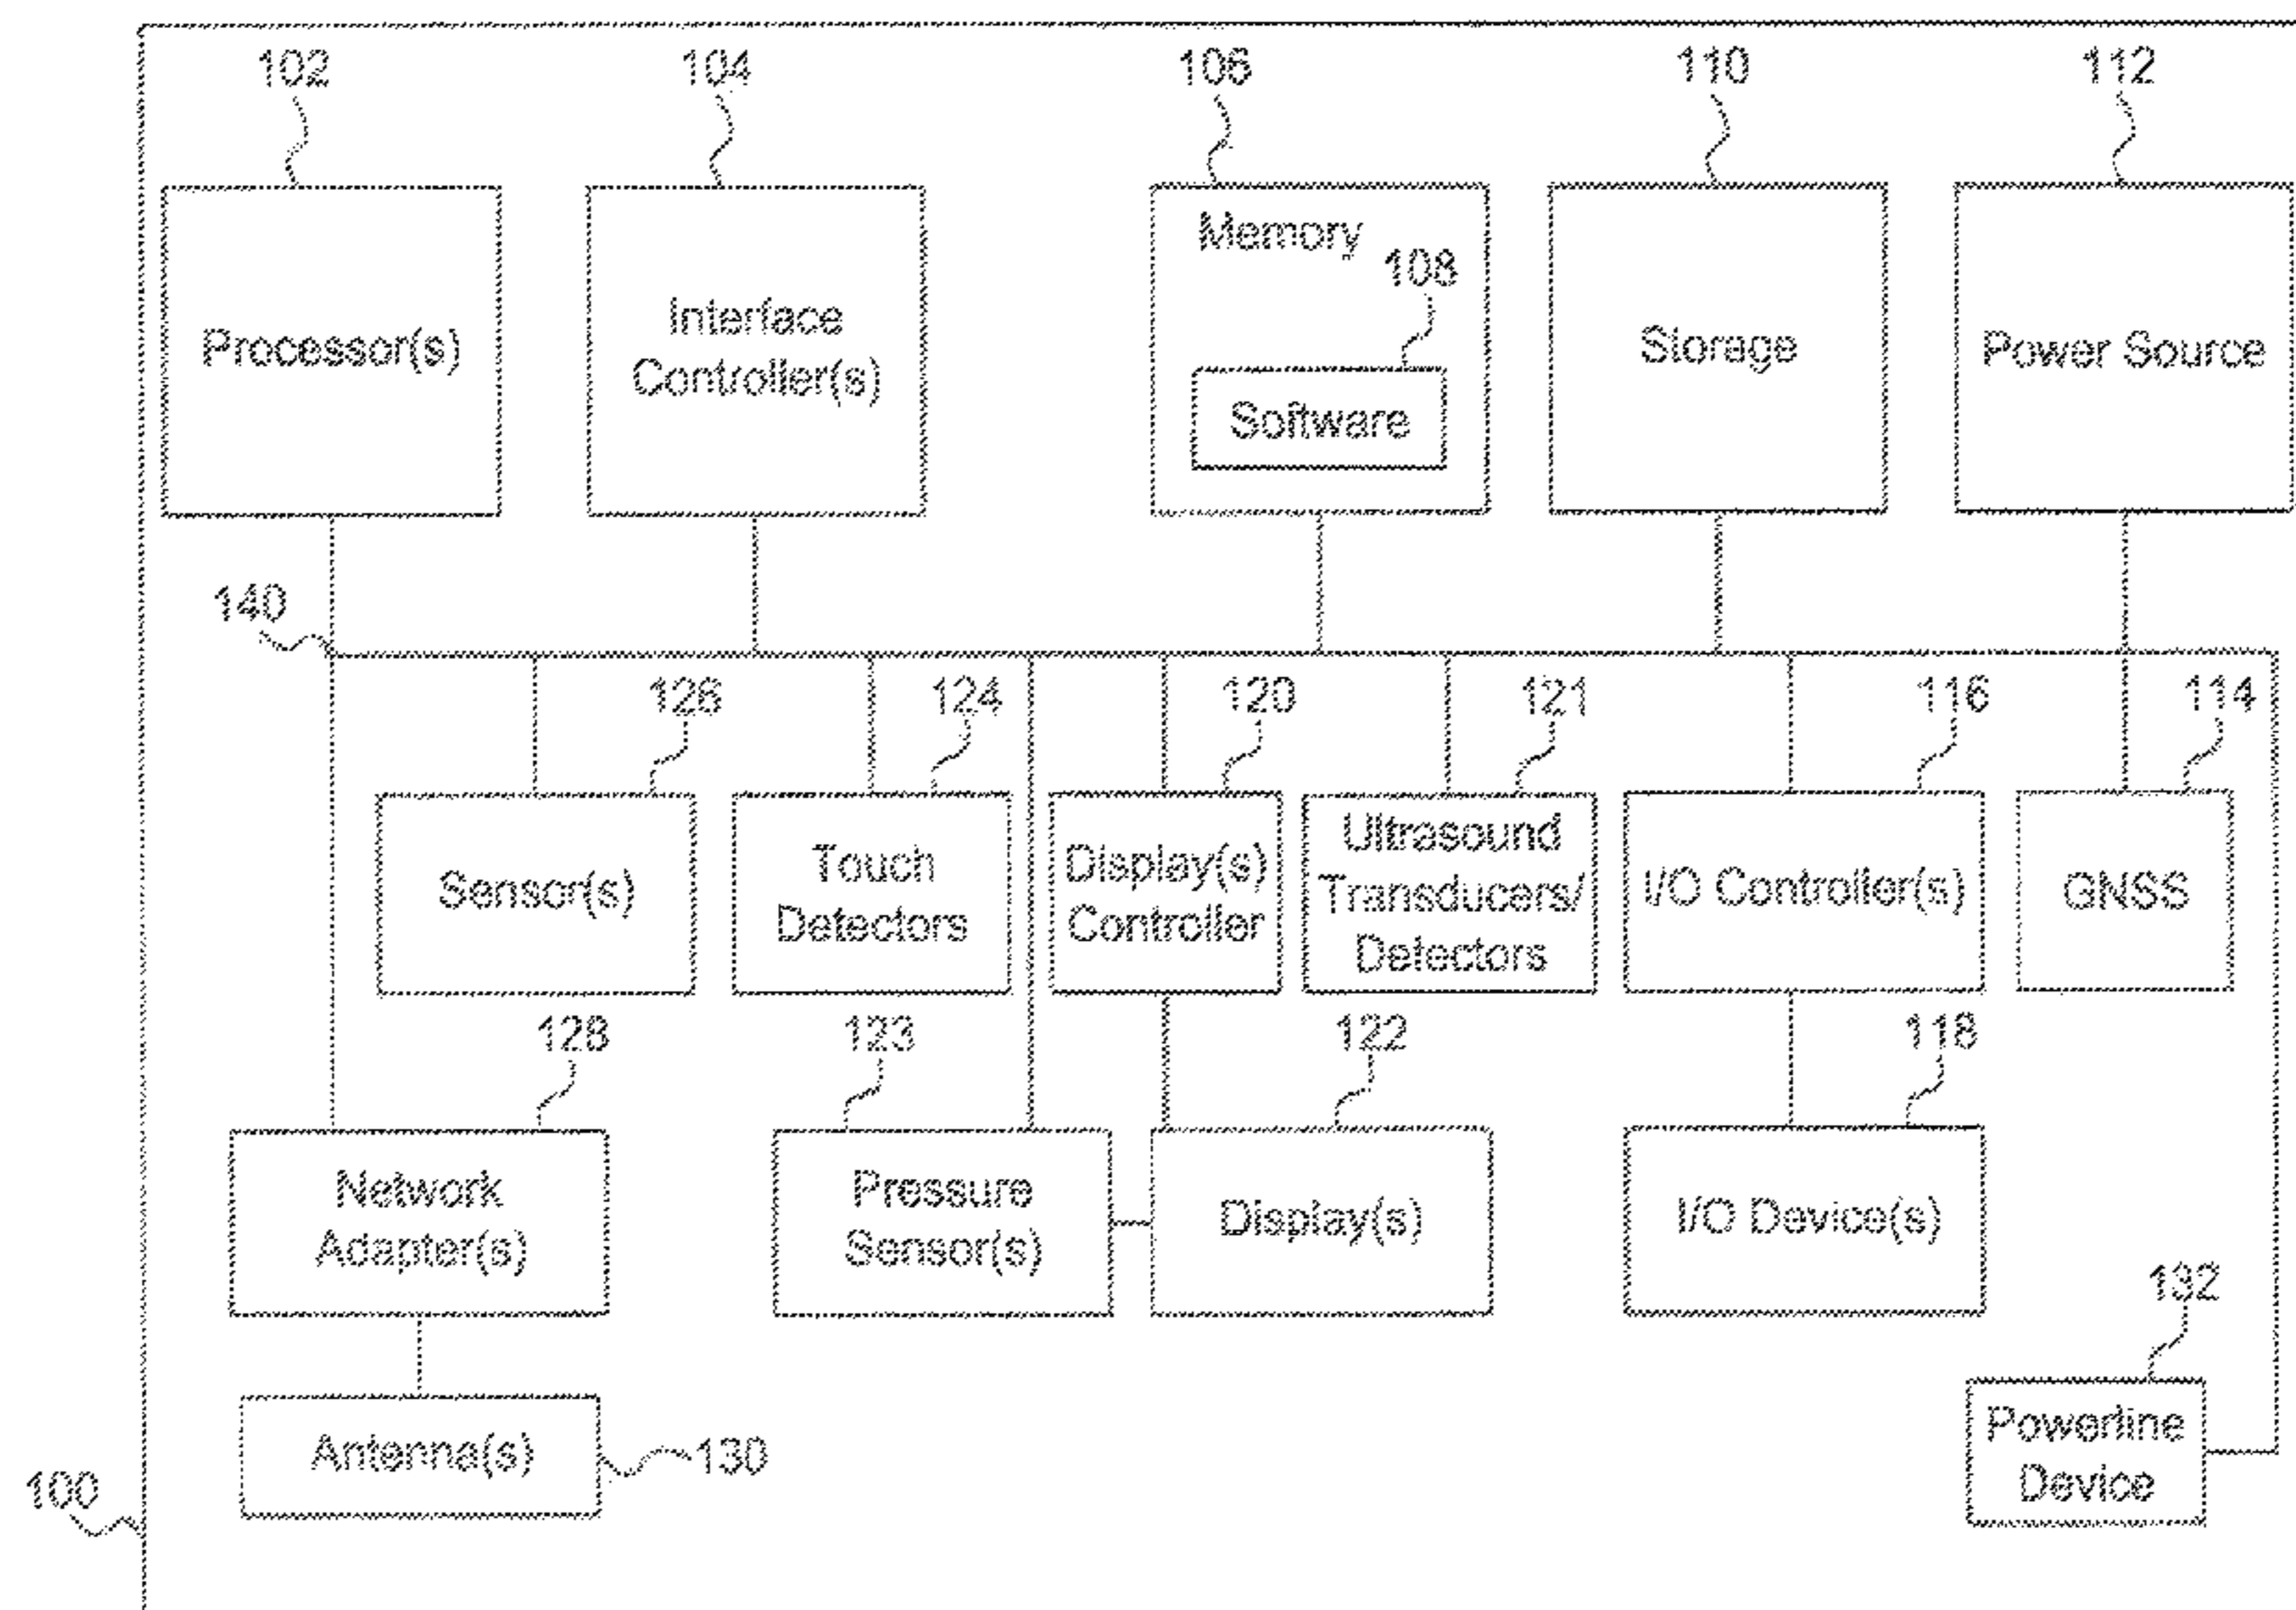 102
104
106
110
112
Processor(s)
Interface
Controller(s)
Memory
108
Software
Storage
Power Source
140
126
124
120
121
116
114
Sensor(s)
Touch
Detectors
Display(s)
Controller
Ultrasound
Transducers/
Detectors
I/O Controller(s)
GNSS
128
123
122
118
Network
Adapter(s)
Pressure
Sensor(s)
Display(s)
I/O Device(s)
132
Antenna(s)
130
Powerline
Device
100